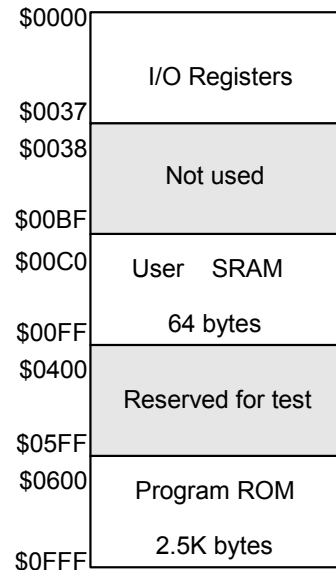 $0000
I/O Registers
$0037
$0038
Not used
$00BF
$00C0
User SRAM
64 bytes
$00FF
$0400
Reserved for test
$05FF
$0600
Program ROM
2.5K bytes
$0FFF